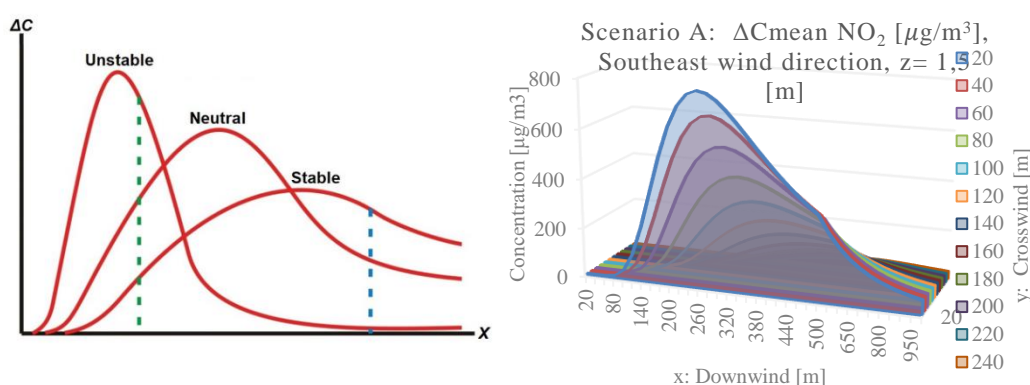 ΔC
Unstable
Neutral
Stable
X
Scenario A: ΔCmean NO₂ [µg/m³],
Southeast wind direction, z= 1,5
[m]
Concentration [µg/m3]
800
600
400
200
0
20
80
140
200
260
320
380
440
500
650
800
950
x: Downwind [m]
20
y: Crosswind [m]
20
40
60
80
100
120
140
160
180
200
220
240